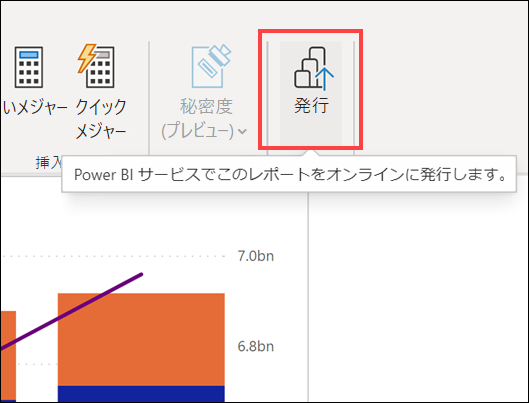 いメジャー
クイック
メジャー
秘密度
(プレビュー)
発行
挿入
Power BI サービスでこのレポートをオンラインに発行します。
7.0bn
6.8bn